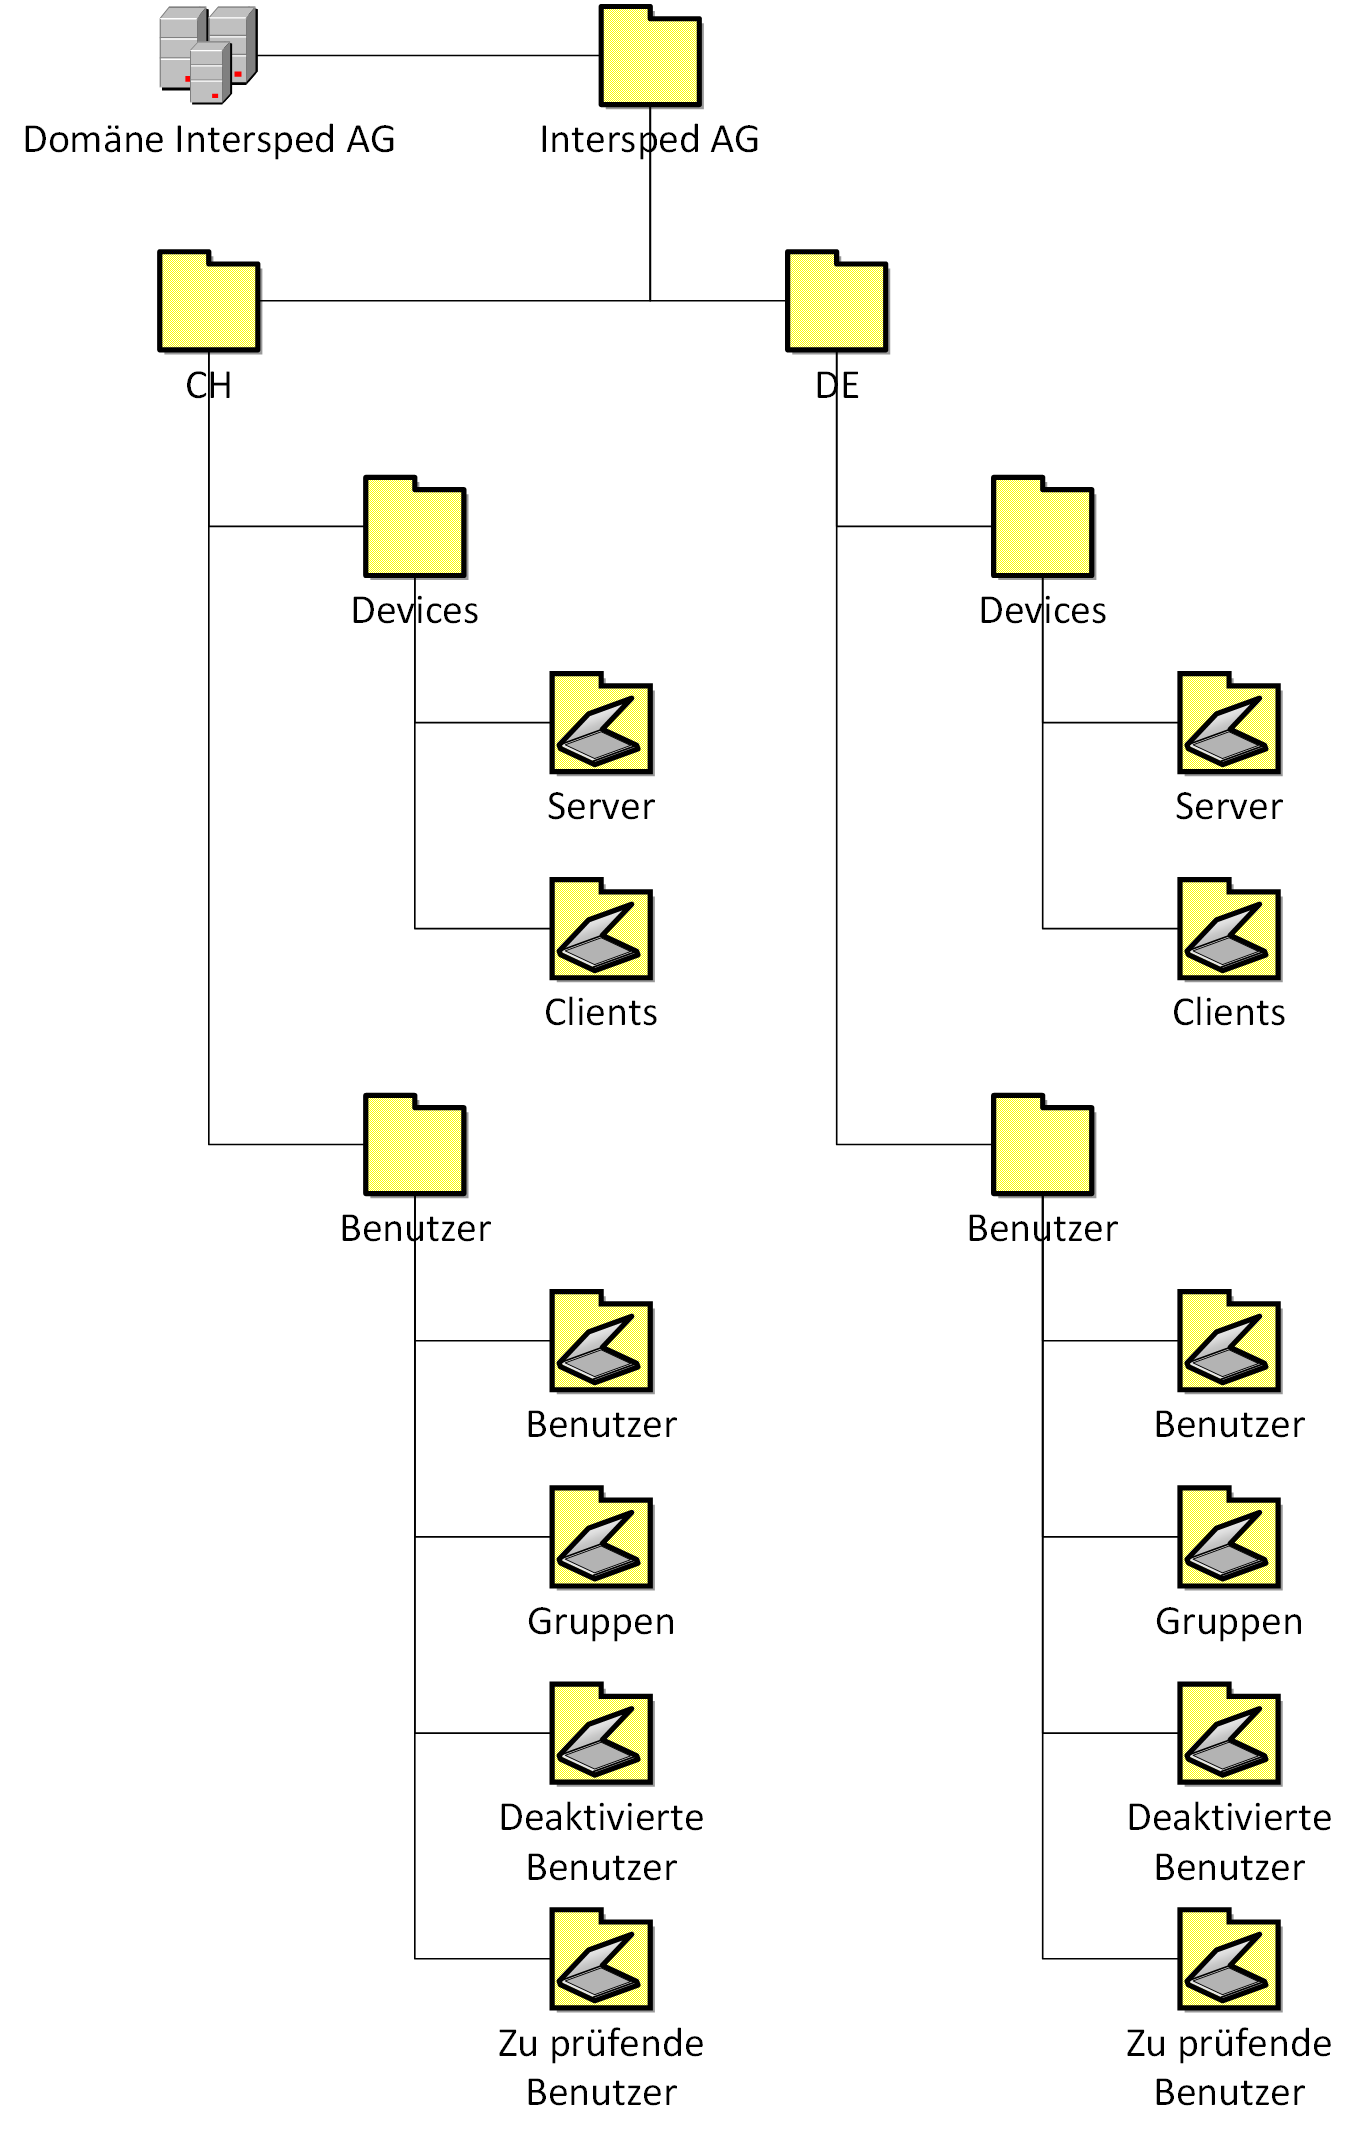 Domäne Intersped AG
Intersped AG
CH
DE
Devices
Devices
Server
Server
Clients
Clients
Benutzer
Benutzer
Benutzer
Benutzer
Gruppen
Gruppen
Deaktivierte
Benutzer
Deaktivierte
Benutzer
Zu prüfende
Benutzer
Zu prüfende
Benutzer